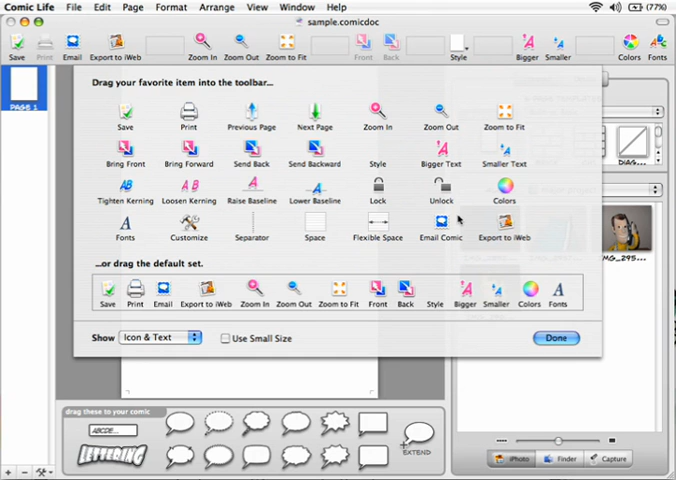 Comic Life File Edit Page Format Arrange View Window Help (77%)
sample.comicdoc
Save Print Email Export to iWeb Zoom In Zoom Out Zoom to Fit Front Back Style Bigger Smaller Colors Fonts
PAGE 1
Drag your favorite item into the toolbar...
Save Print Previous Page Next Page Zoom In Zoom Out Zoom to Fit
Bring Front Bring Forward Send Back Send Backward Style Bigger Text Smaller Text
DIAG...
Tighten Kerning Loosen Kerning Raise Baseline Lower Baseline Lock Unlock Colors
Fonts Customize Separator Space Flexible Space Email Comic Export to iWeb
MG_295...
...or drag the default set.
Save Print Email Export to iWeb Zoom In Zoom Out Zoom to Fit Front Back Style Bigger Smaller Colors Fonts
Show Icon & Text Use Small Size Done
drag these to your comic
ABCDE...
LETTERING
EXTEND
iPhoto Finder Capture